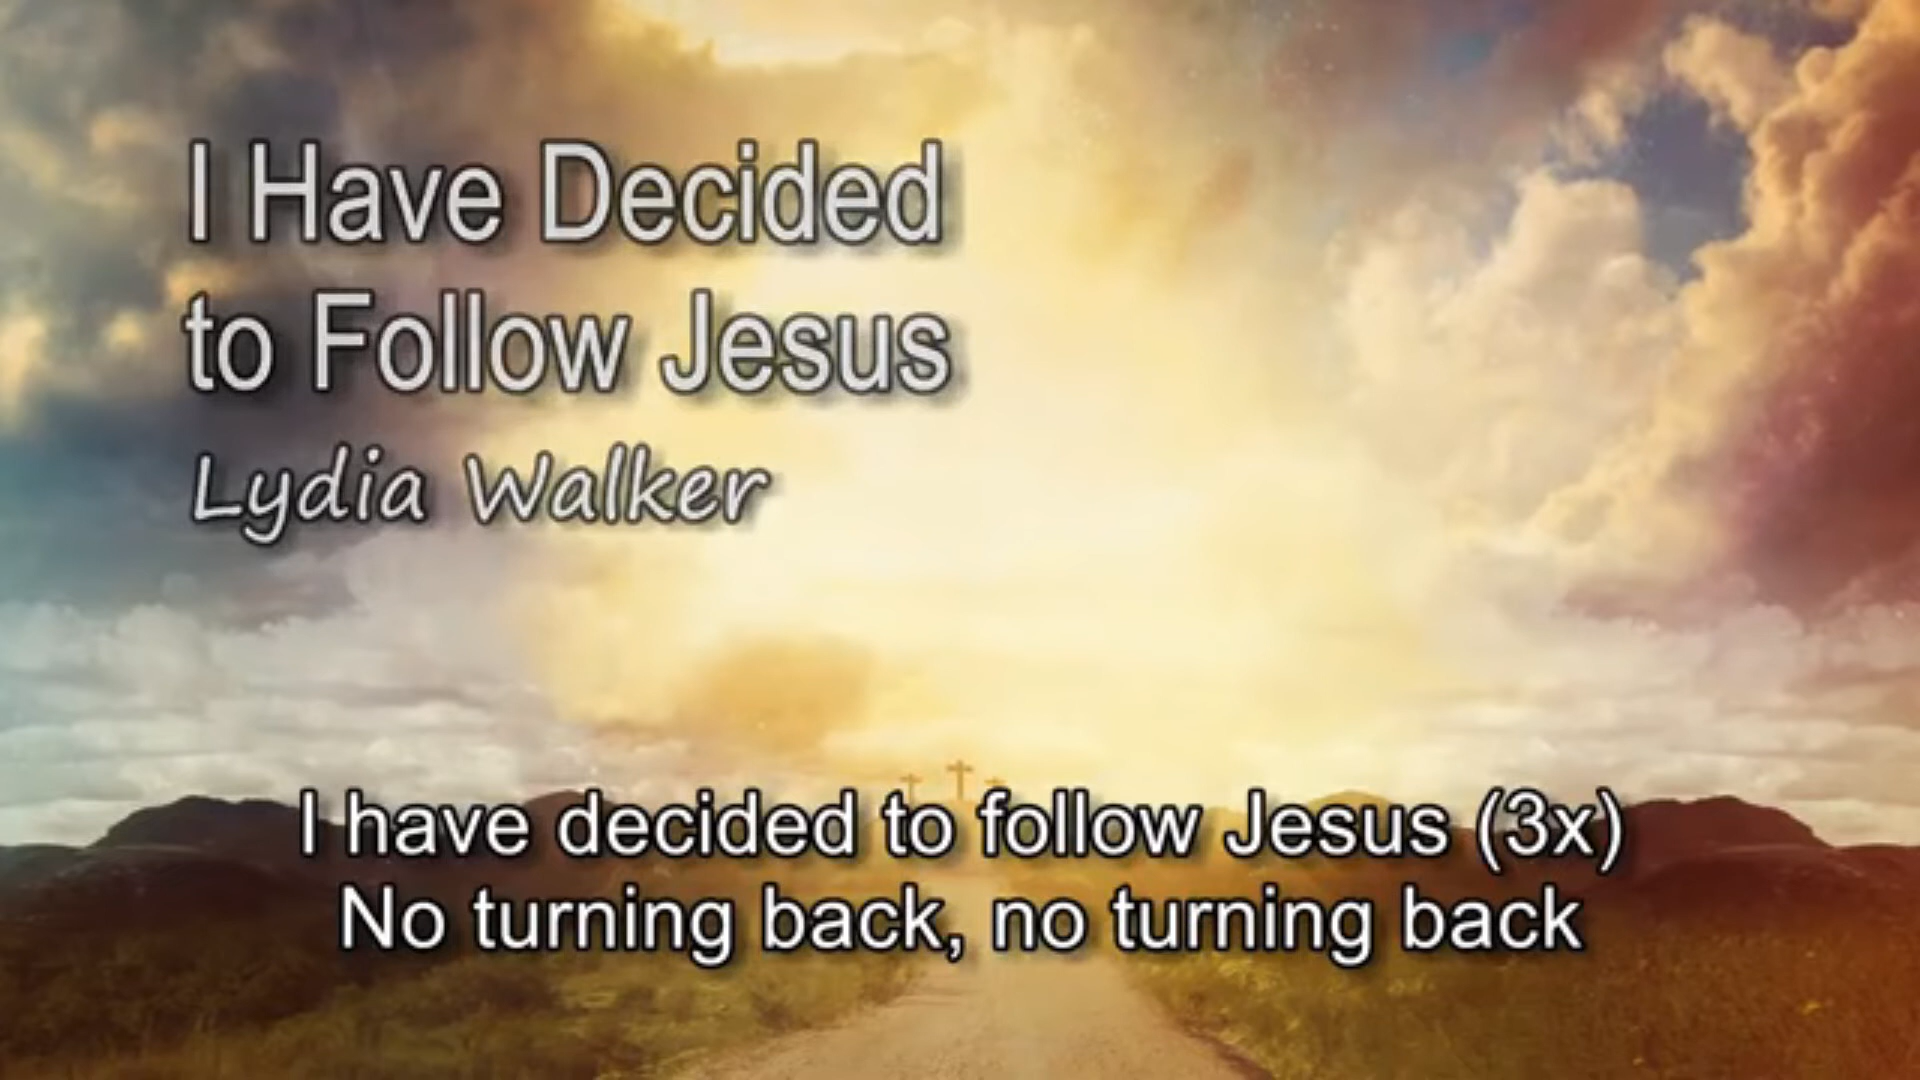 I Have Decided
to Follow Jesus
Lydia Walker
I have decided to follow Jesus (3x)
No turning back, no turning back